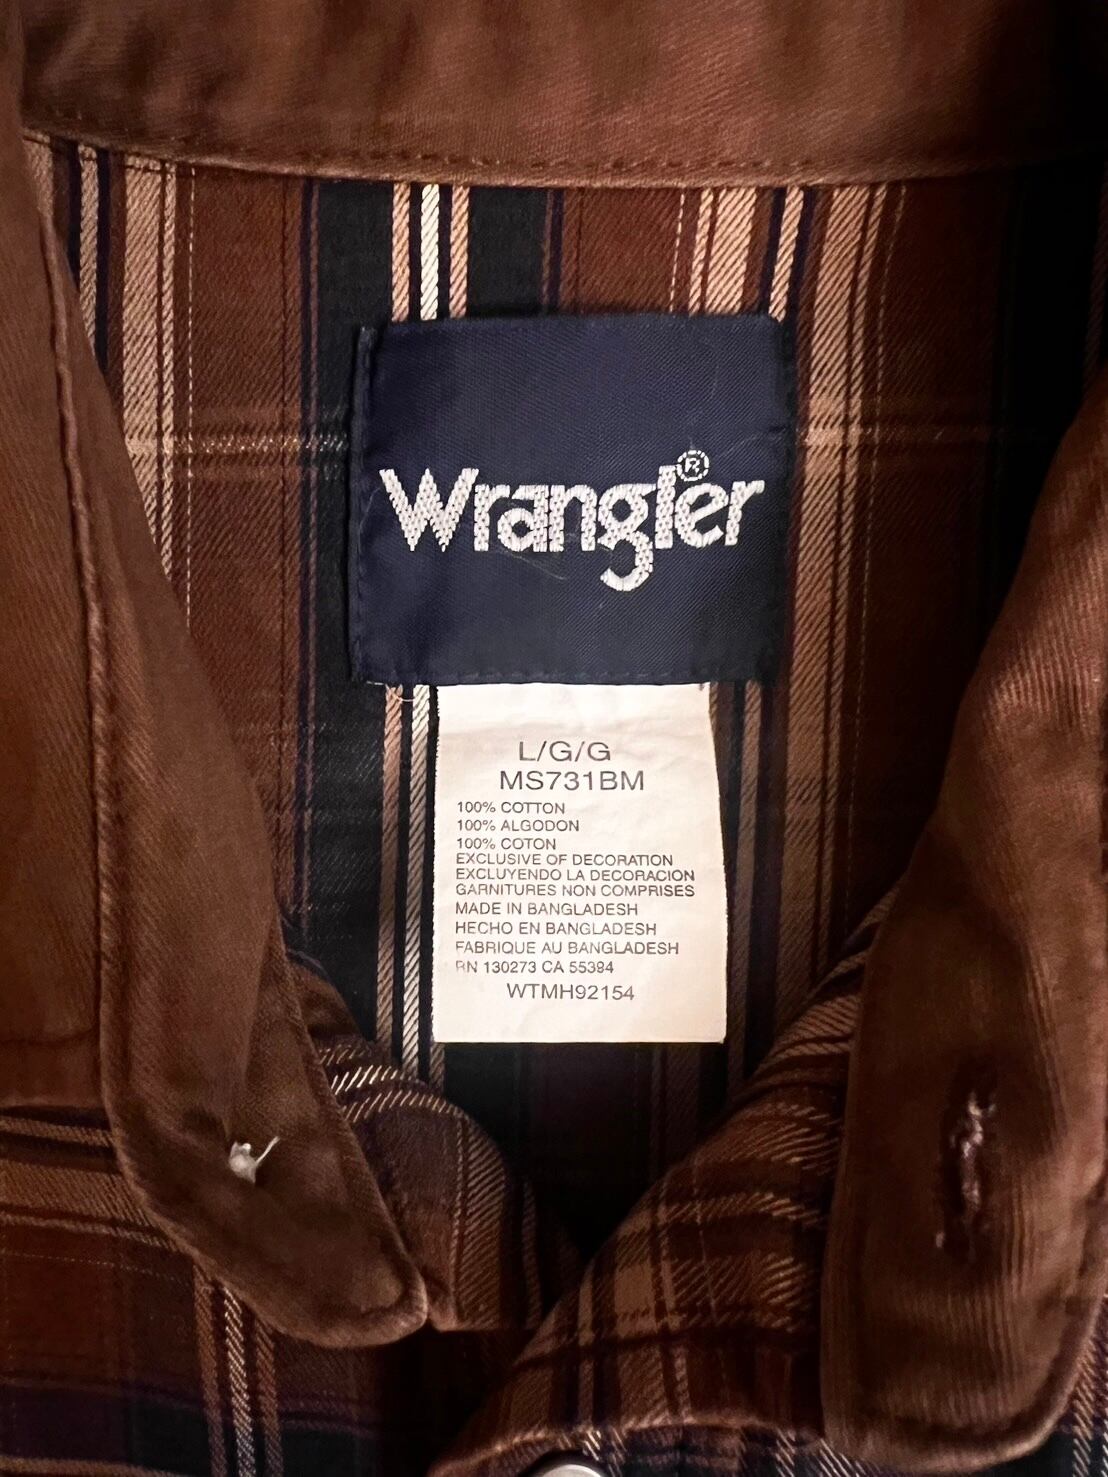 Wrangler®
L/G/G
MS731BM
100% COTTON
100% ALGODON
100% COTON
EXCLUSIVE OF DECORATION
EXCLUYENDO LA DECORACION
GARNITURES NON COMPRISES
MADE IN BANGLADESH
HECHO EN BANGLADESH
FABRIQUE AU BANGLADESH
RN 130273 CA 55394
WTMH92154